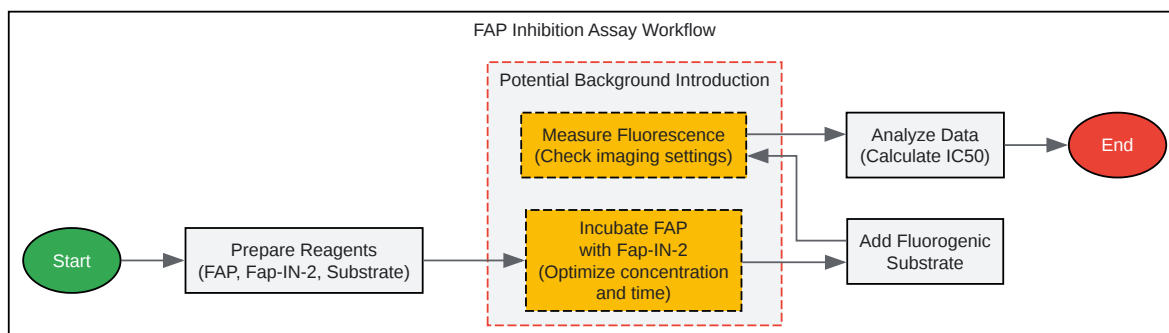 FAP Inhibition Assay Workflow
Potential Background Introduction
Measure Fluorescence
(Check imaging settings)
Analyze Data
(Calculate IC50)
End
Start
Prepare Reagents
(FAP, Fap-IN-2, Substrate)
Incubate FAP
with Fap-IN-2
(Optimize concentration
and time)
Add Fluorogenic
Substrate